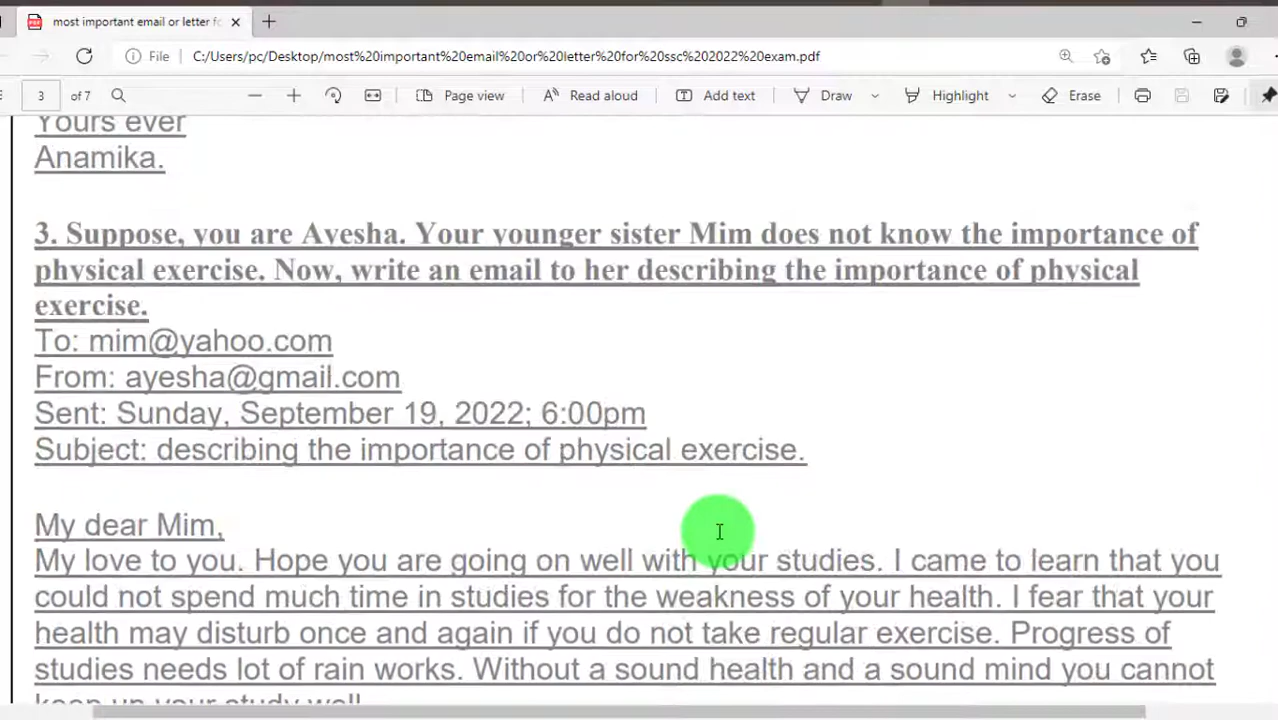 most important email or letter fo
File C:/Users/pc/Desktop/most%20important%20email%20or%20letter%20for%20ssc%202022%20exam.pdf
3 of 7 Page view Read aloud Add text Draw Highlight Erase
Yours ever
Anamika.
3. Suppose, you are Ayesha. Your younger sister Mim does not know the importance of
physical exercise. Now, write an email to her describing the importance of physical
exercise.
To: mim@yahoo.com
From: ayesha@gmail.com
Sent: Sunday, September 19, 2022; 6:00pm
Subject: describing the importance of physical exercise.
My dear Mim,
My love to you. Hope you are going on well with your studies. I came to learn that you
could not spend much time in studies for the weakness of your health. I fear that your
health may disturb once and again if you do not take regular exercise. Progress of
studies needs lot of rain works. Without a sound health and a sound mind you cannot
keep up your study well